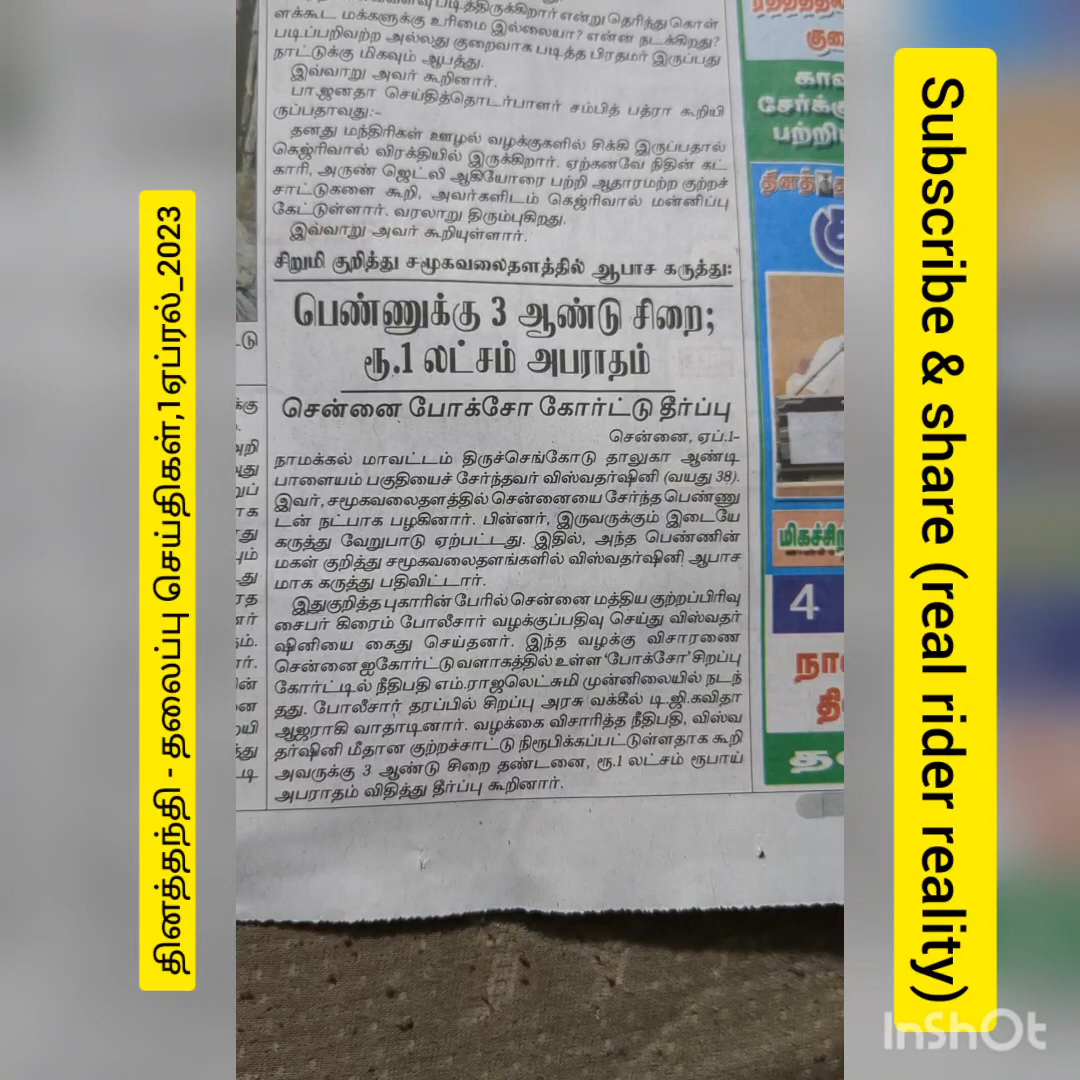 தினத்தந்தி - தலைப்பு செய்திகள்,1ஏப்ரல்_2023
ளக்கூட மக்களுக்கு உரிமை இல்லையா? என்ன நடக்கிறது?
படிப்பறிவற்ற அல்லது குறைவாக படித்த பிரதமர் இருப்பது
நாட்டுக்கு மிகவும் ஆபத்து.
இவ்வாறு அவர் கூறினார்.
பா.ஜனதா செய்தித்தொடர்பாளர் சம்பித் பத்ரா கூறியி
ருப்பதாவது:-
தனது மந்திரிகள் ஊழல் வழக்குகளில் சிக்கி இருப்பதால்
கெஜ்ரிவால் விரக்தியில் இருக்கிறார். ஏற்கனவே நிதின் கட்
காரி, அருண் ஜெட்லி ஆகியோரை பற்றி ஆதாரமற்ற குற்றச்
சாட்டுகளை கூறி, அவர்களிடம் கெஜ்ரிவால் மன்னிப்பு
கேட்டுள்ளார். வரலாறு திரும்புகிறது.
இவ்வாறு அவர் கூறியுள்ளார்.
சிறுமி குறித்து சமூகவலைதளத்தில் ஆபாச கருத்து:
பெண்ணுக்கு 3 ஆண்டு சிறை;
ரூ.1 லட்சம் அபராதம்
சென்னை போக்சோ கோர்ட்டு தீர்ப்பு
சென்னை, ஏப்.1-
நாமக்கல் மாவட்டம் திருச்செங்கோடு தாலுகா ஆண்டி
பாளையம் பகுதியைச் சேர்ந்தவர் விஸ்வதர்ஷினி (வயது 38).
இவர், சமூகவலைதளத்தில் சென்னையை சேர்ந்த பெண்ணு
டன் நட்பாக பழகினார். பின்னர், இருவருக்கும் இடையே
கருத்து வேறுபாடு ஏற்பட்டது. இதில், அந்த பெண்ணின்
மகள் குறித்து சமூகவலைதளங்களில் விஸ்வதர்ஷினி ஆபாச
மாக கருத்து பதிவிட்டார்.
இதுகுறித்த புகாரின் பேரில் சென்னை மத்திய குற்றப்பிரிவு
சைபர் கிரைம் போலீசார் வழக்குப்பதிவு செய்து விஸ்வதர்
ஷினியை கைது செய்தனர். இந்த வழக்கு விசாரணை
சென்னை ஐகோர்ட்டு வளாகத்தில் உள்ள 'போக்சோ' சிறப்பு
கோர்ட்டில் நீதிபதி எம்.ராஜலெட்சுமி முன்னிலையில் நடந்
தது. போலீசார் தரப்பில் சிறப்பு அரசு வக்கீல் டி.ஜி.கவிதா
ஆஜராகி வாதாடினார். வழக்கை விசாரித்த நீதிபதி, விஸ்வ
தர்ஷினி மீதான குற்றச்சாட்டு நிரூபிக்கப்பட்டுள்ளதாக கூறி
அவருக்கு 3 ஆண்டு சிறை தண்டனை, ரூ.1 லட்சம் ரூபாய்
அபராதம் விதித்து தீர்ப்பு கூறினார்.
4
Subscribe & share (real rider reality)
InShOt